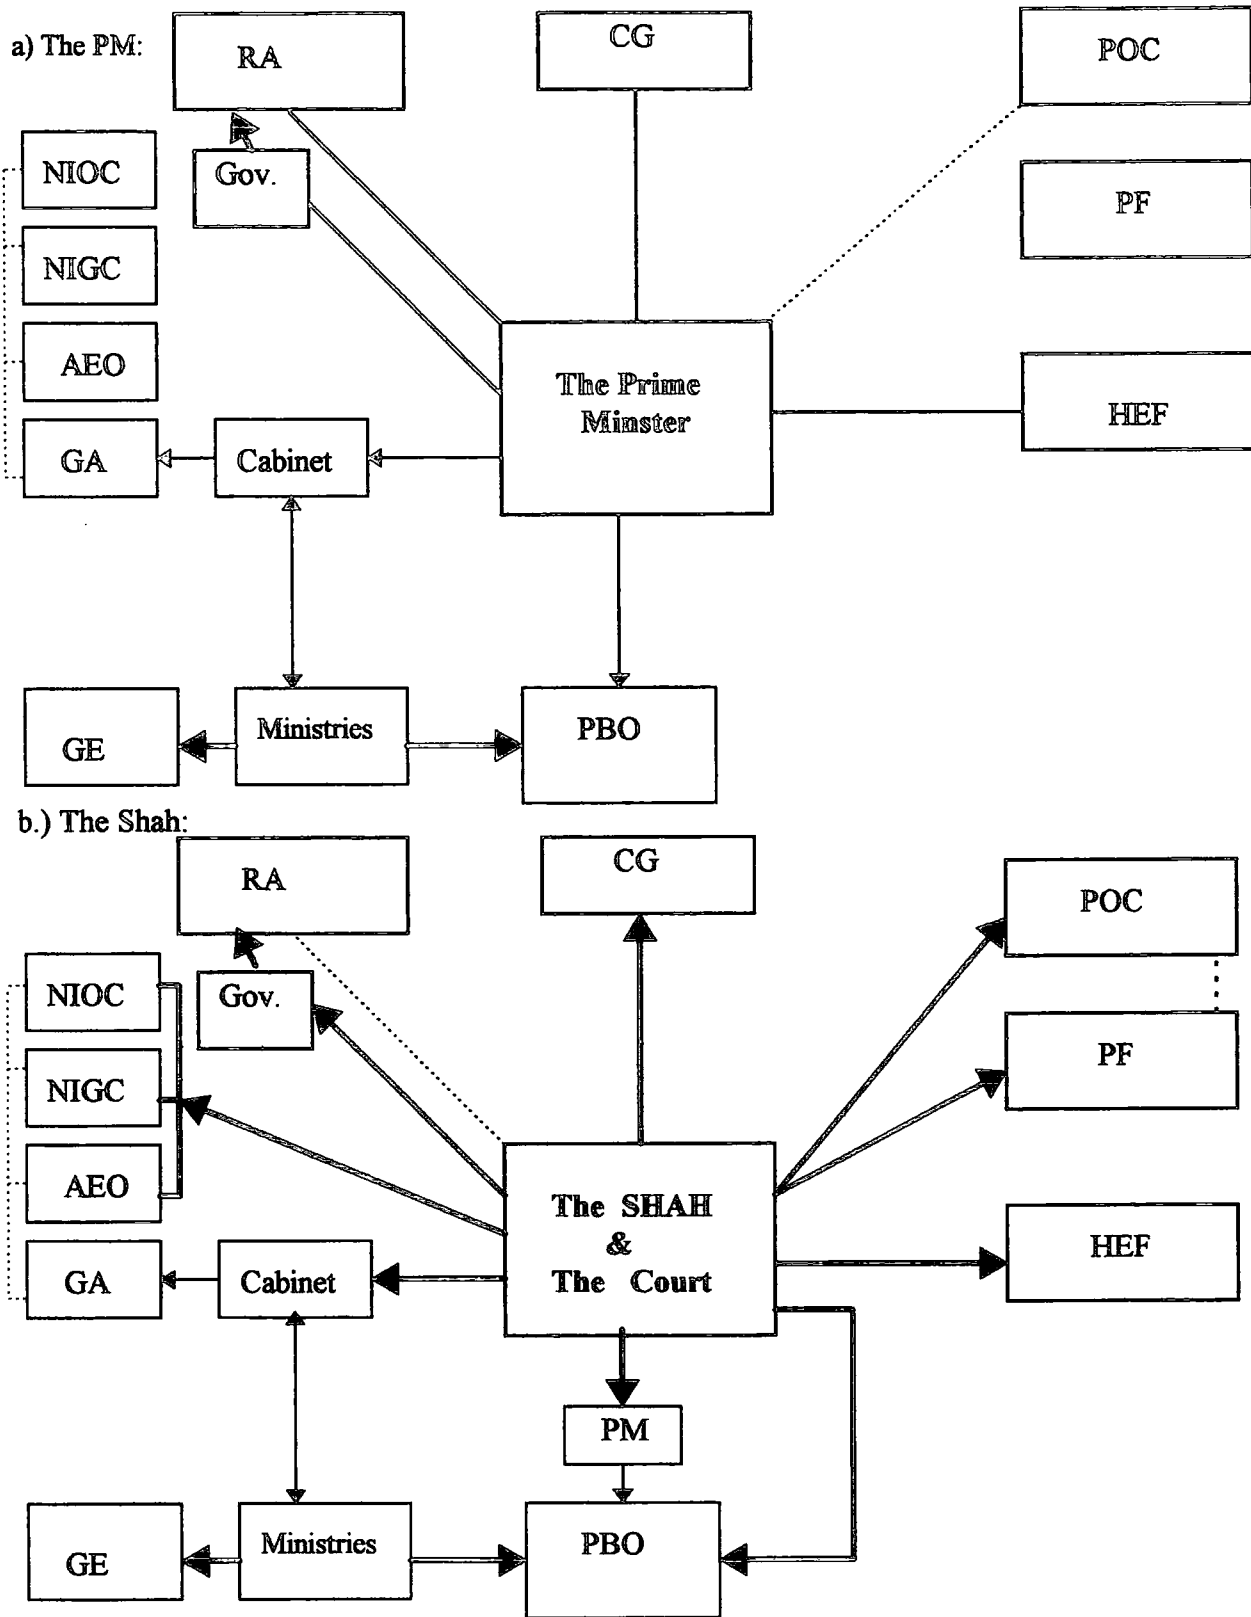 a) The PM:
RA
CG
POC
NIOC
Gov.
PF
NIGC
AEO
The Prime
Minster
HEF
GA
Cabinet
GE
Ministries
PBO
b.) The Shah:
RA
CG
POC
NIOC
Gov.
PF
NIGC
AEO
The SHAH
&
The Court
HEF
GA
Cabinet
PM
GE
Ministries
PBO